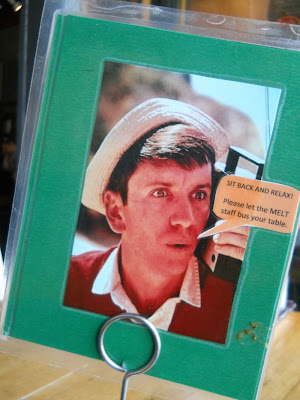 SIT BACK AND RELAX!
Please let the MELT
staff bus your table.